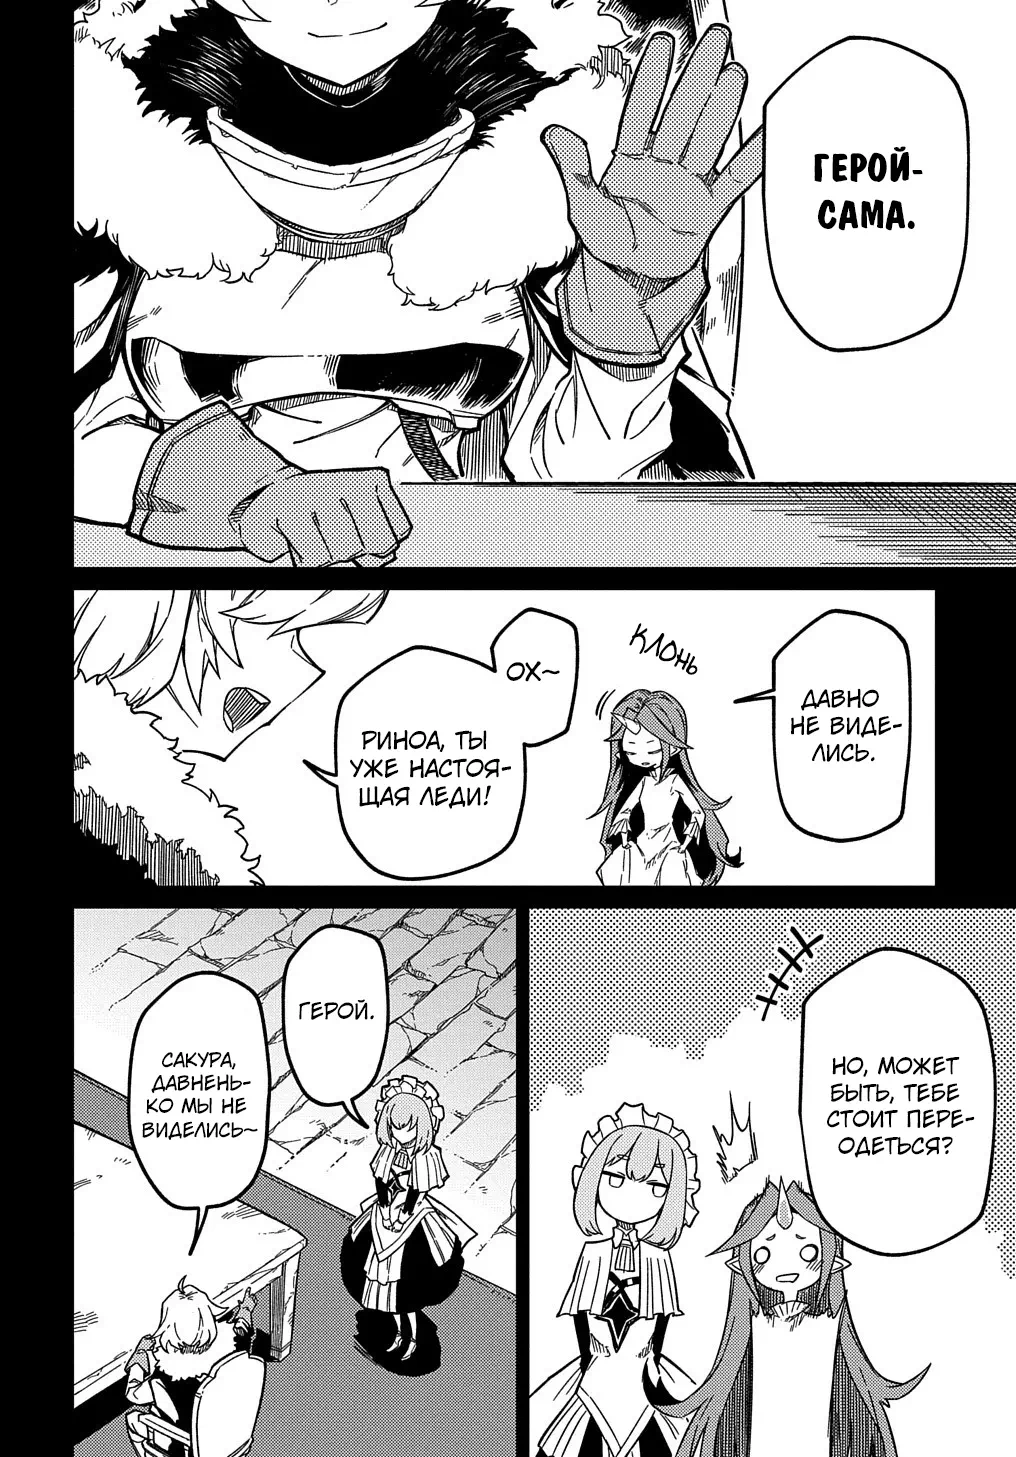 ГЕРОЙ-
САМА.
ДАВНО
НЕ ВИДЕ-
ЛИСЬ.
КЛОНЬ
ОХ~
РИНОА, ТЫ
УЖЕ НАСТОЯ-
ЩАЯ ЛЕДИ!
НО, МОЖЕТ
БЫТЬ, ТЕБЕ
СТОИТ ПЕРЕ-
ОДЕТЬСЯ?
ГЕРОЙ.
САКУРА,
ДАВНЕНЬ-
КО МЫ НЕ
ВИДЕЛИСЬ~